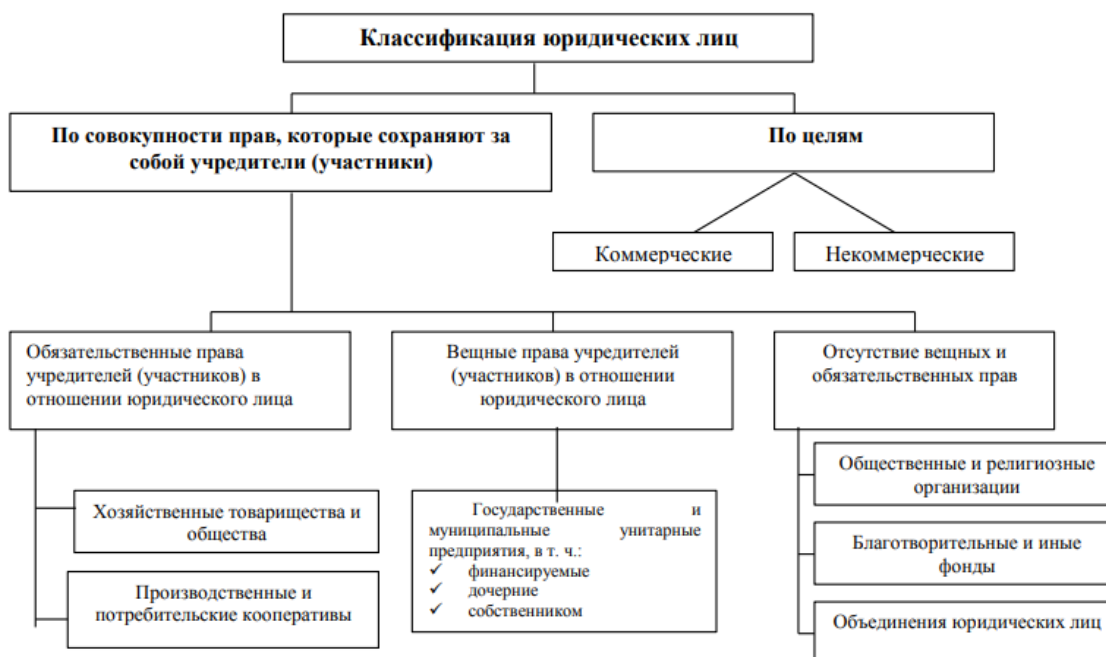 Классификация юридических лиц
По совокупности прав, которые сохраняют за
собой учредители (участники)
По целям
Коммерческие
Некоммерческие
Обязательственные права
учредителей (участников) в
отношении юридического лица
Вещные права учредителей
(участников) в отношении
юридического лица
Отсутствие вещных и
обязательственных прав
Хозяйственные товарищества и
общества
Производственные и
потребительские кооперативы
Государственные и
муниципальные унитарные
предприятия, в т. ч.:
✓ финансируемые
✓ дочерние
✓ собственником
Общественные и религиозные
организации
Благотворительные и иные
фонды
Объединения юридических лиц